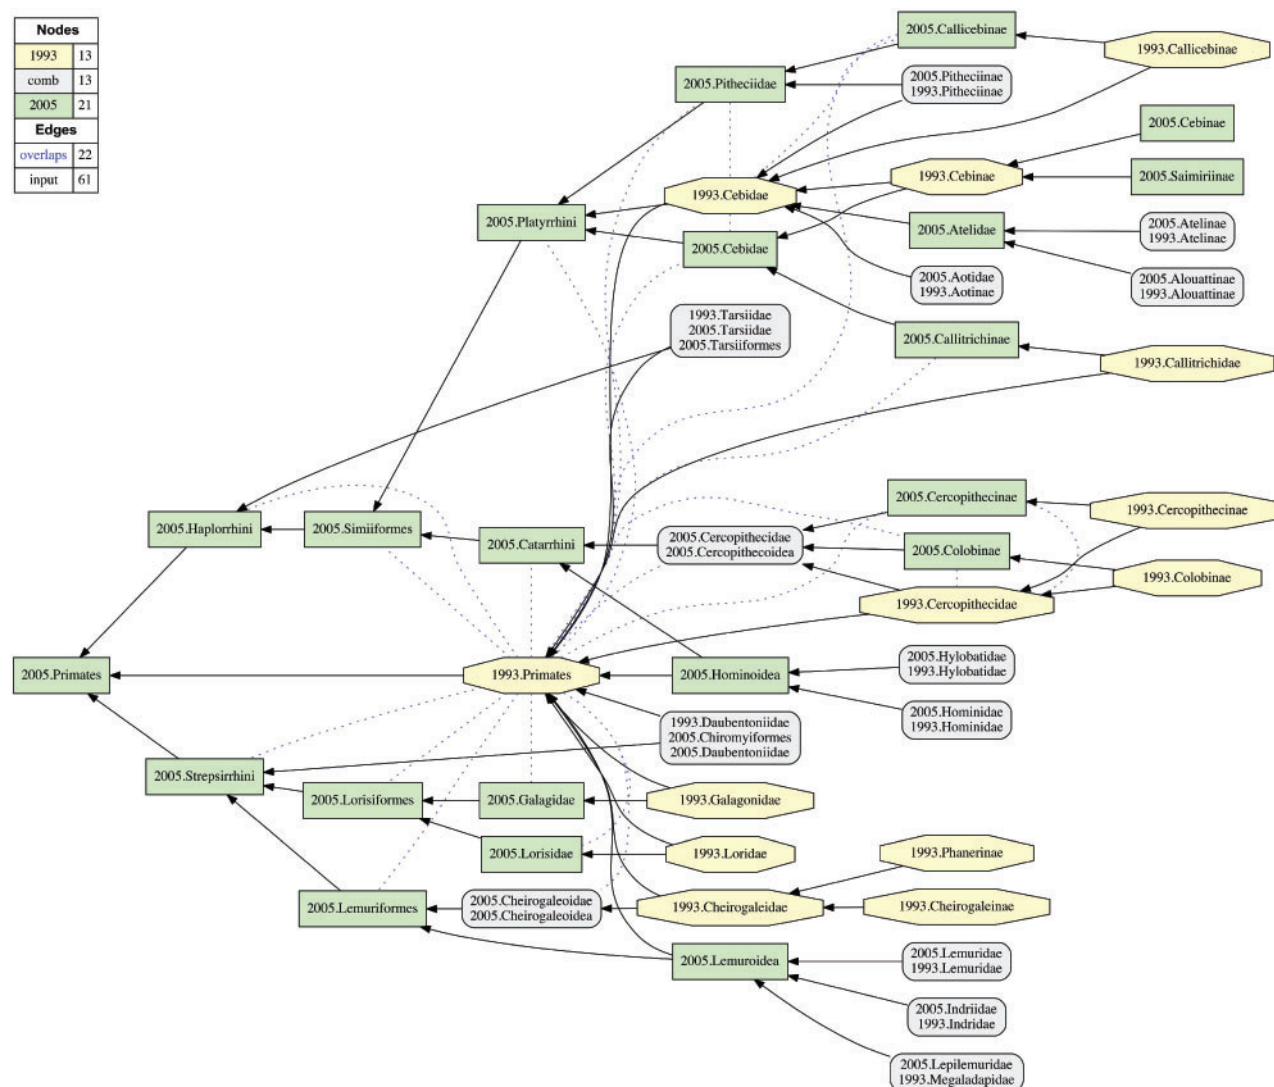 Nodes
1993 13
comb 13
2005 21
Edges
overlaps 22
input 61
2005.Callicebinae
1993.Callicebinae
2005.Pitheciidae
2005.Pitheciinae
1993.Pitheciinae
2005.Cebinae
1993.Cebinae
2005.Saimiriinae
1993.Cebidae
2005.Platyrrhini
2005.Atelidae
2005.Atelinae
1993.Atelinae
2005.Cebidae
2005.Aotidae
1993.Aotinae
2005.Alouattinae
1993.Alouattinae
1993.Tarsiidae
2005.Tarsiidae
2005.Tarsiiformes
2005.Callitrichinae
1993.Callitrichidae
2005.Cercopithecinae
1993.Cercopithecinae
2005.Haplorrhini
2005.Simiiformes
2005.Catarrhini
2005.Cercopithecidae
2005.Cercopithecoidea
2005.Colobinae
1993.Colobinae
1993.Cercopithecidae
2005.Primates
1993.Primates
2005.Hominoidea
2005.Hylobatidae
1993.Hylobatidae
2005.Hominidae
1993.Hominidae
1993.Daubentoniidae
2005.Chiromyiformes
2005.Daubentoniidae
2005.Strepsirrhini
2005.Lorisiformes
2005.Galagidae
1993.Galagonidae
2005.Lorisidae
1993.Loridae
1993.Phanerinae
2005.Lemuriformes
2005.Cheirogaleoidae
2005.Cheirogaleoidea
1993.Cheirogaleidae
1993.Cheirogaleinae
2005.Lemuroidea
2005.Lemuridae
1993.Lemuridae
2005.Indriidae
1993.Indridae
2005.Lepilemuridae
1993.Megaladapidae